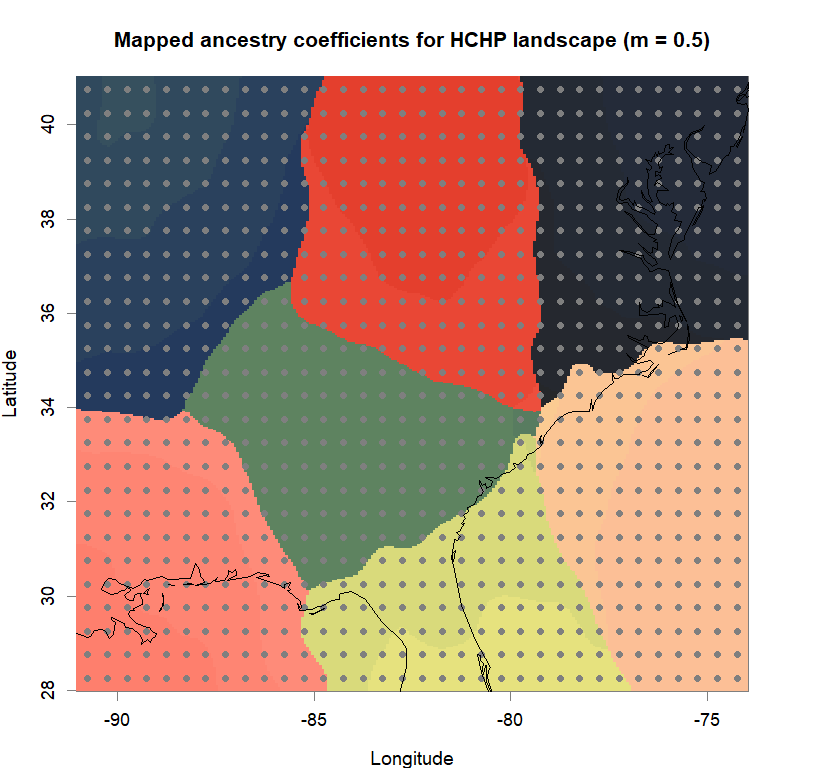 Mapped ancestry coefficients for HCHP landscape (m = 0.5)
Latitude
40
38
36
34
32
30
28
-90 -85 -80 -75
Longitude